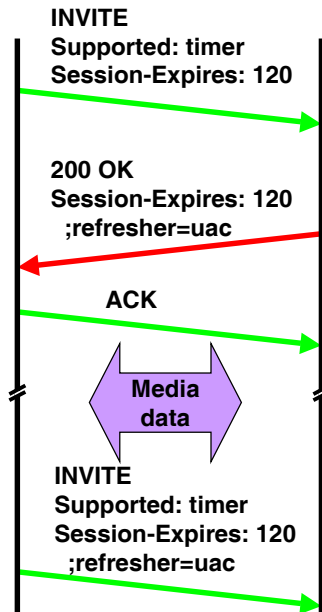 INVITE
Supported: timer
Session-Expires: 120
200 OK
Session-Expires: 120
;refresher=uac
ACK
Media
data
INVITE
Supported: timer
Session-Expires: 120
;refresher=uac